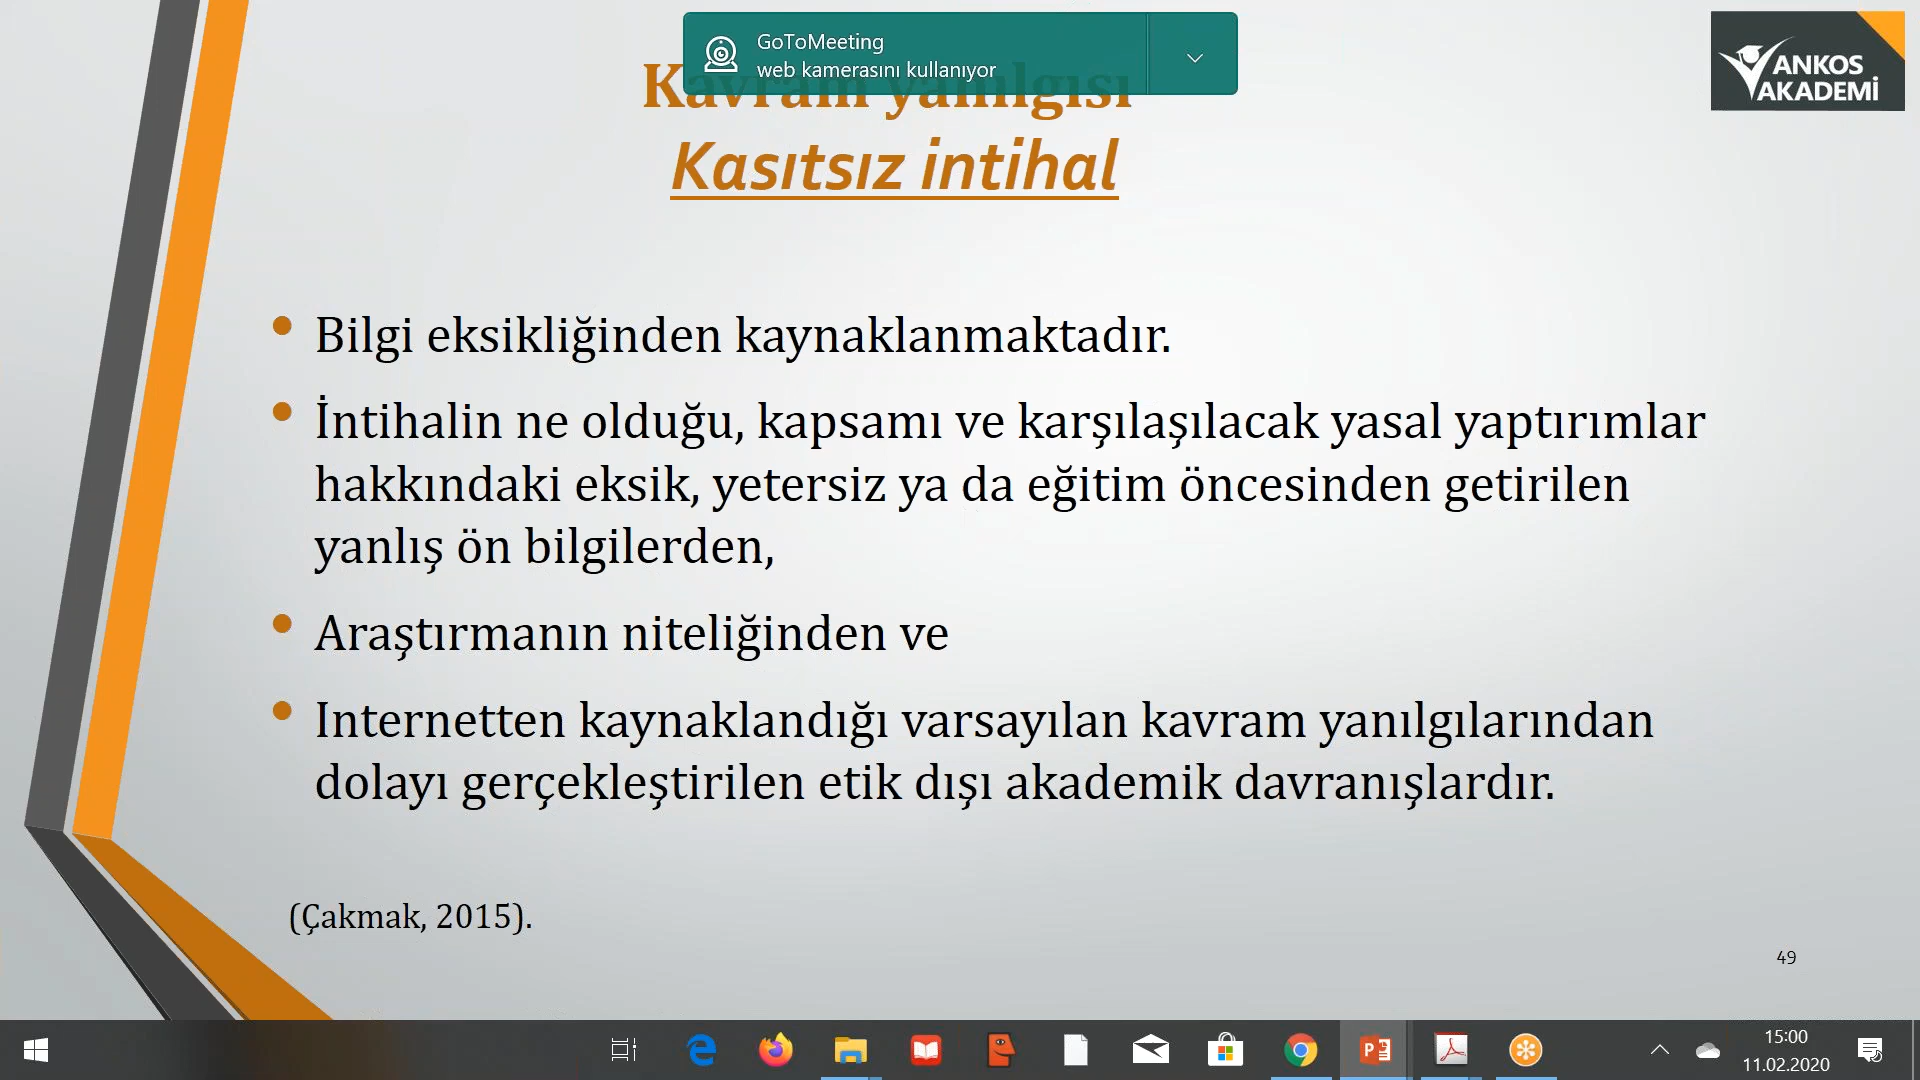 GoToMeeting
web kamerasını kullanıyor
ANKOS
AKADEMİ
Kavram yanılgısı
Kasıtsız intihal
• Bilgi eksikliğinden kaynaklanmaktadır.
• İntihalin ne olduğu, kapsamı ve karşılaşılacak yasal yaptırımlar
hakkındaki eksik, yetersiz ya da eğitim öncesinden getirilen
yanlış ön bilgilerden,
• Araştırmanın niteliğinden ve
• Internetten kaynaklandığı varsayılan kavram yanılgılarından
dolayı gerçekleştirilen etik dışı akademik davranışlardır.
(Çakmak, 2015).
49
15:00
11.02.2020